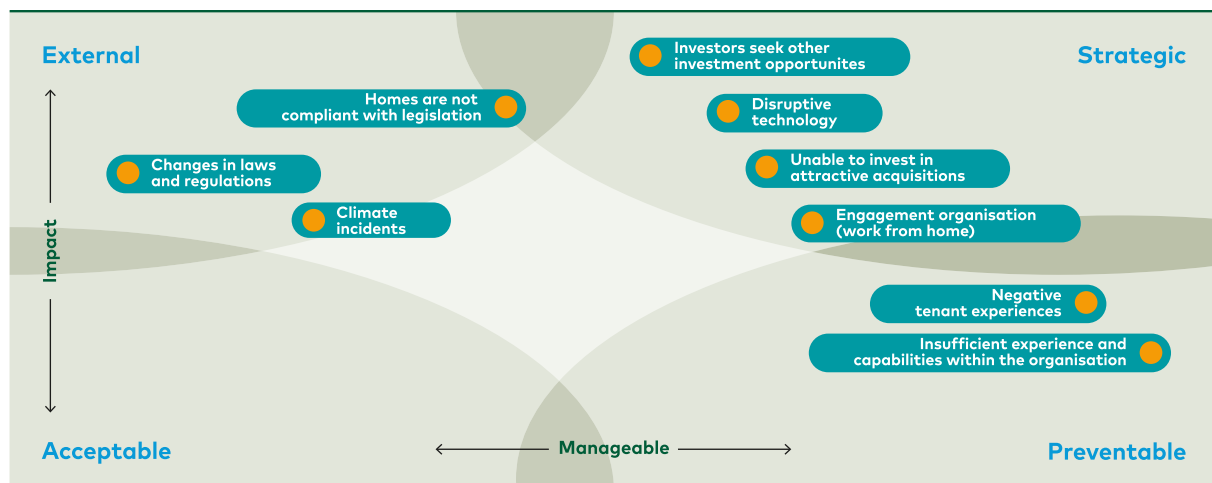 External
Strategic
Investors seek other
investment opportunites
Homes are not
compliant with legislation
Disruptive
technology
Changes in laws
and regulations
Unable to invest in
attractive acquisitions
Climate
incidents
Engagement organisation
(work from home)
Impact
Negative
tenant experiences
Insufficient experience and
capabilities within the organisation
Acceptable
Manageable
Preventable